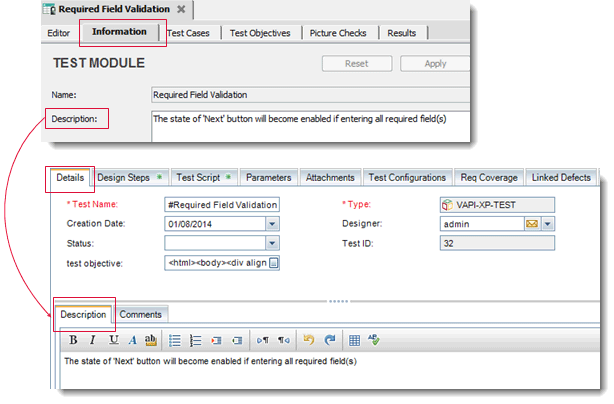 Required Field Validation
Editor Information Test Cases Test Objectives Picture Checks Results
TEST MODULE Reset Apply
Name: Required Field Validation
Description: The state of 'Next' button will become enabled if entering all required field(s)
Details Design Steps Test Script Parameters Attachments Test Configurations Req Coverage Linked Defects
* Test Name: #Required Field Validation * Type: VAPI-XP-TEST
Creation Date: 01/08/2014 Designer: admin
Status: Test ID: 32
test objective: <html><body><div align
Description Comments
B I U A ab
The state of 'Next' button will become enabled if entering all required field(s)